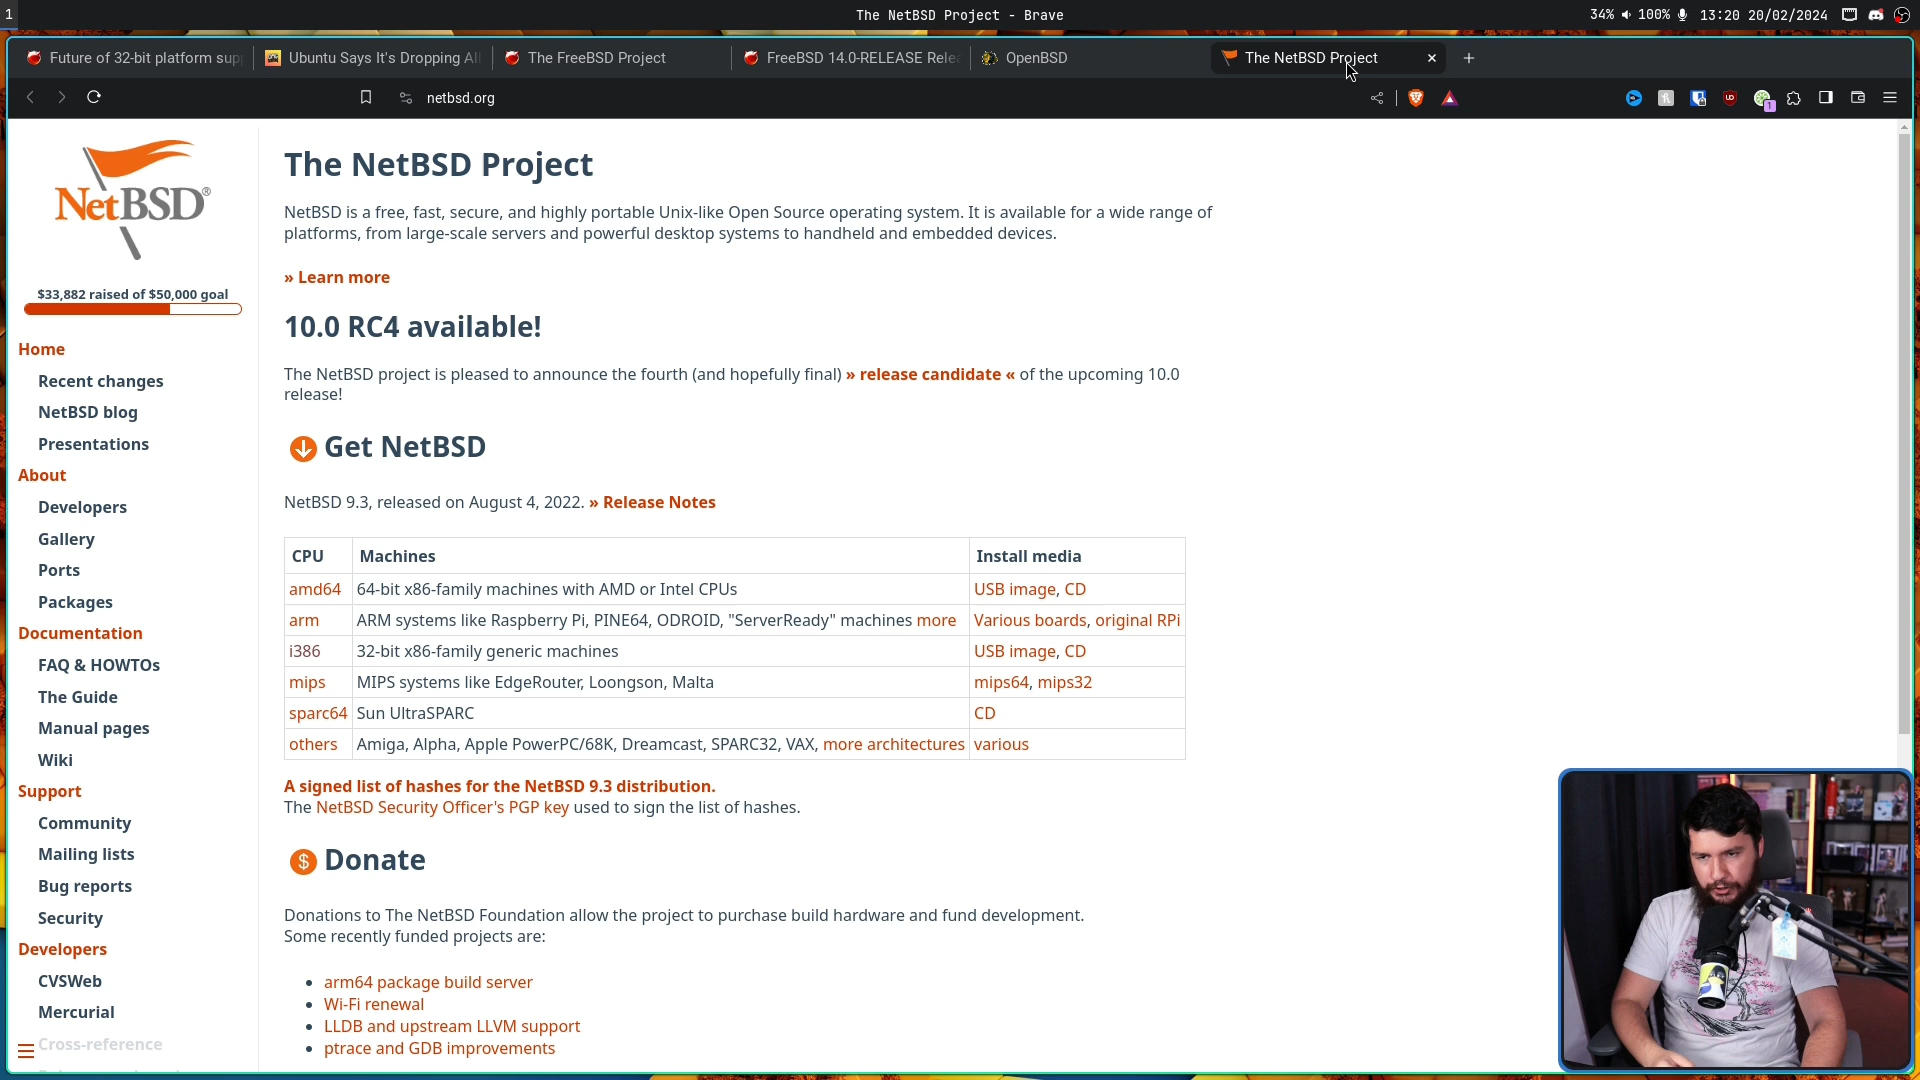 1
The NetBSD Project - Brave
34% 100% 13:20 20/02/2024
Future of 32-bit platform sup
Ubuntu Says It's Dropping All
The FreeBSD Project
FreeBSD 14.0-RELEASE Rele
OpenBSD
The NetBSD Project
netbsd.org
1
NetBSD®
$33,882 raised of $50,000 goal
Home
Recent changes
NetBSD blog
Presentations
About
Developers
Gallery
Ports
Packages
Documentation
FAQ & HOWTOs
The Guide
Manual pages
Wiki
Support
Community
Mailing lists
Bug reports
Security
Developers
CVSWeb
Mercurial
Cross-reference
The NetBSD Project
NetBSD is a free, fast, secure, and highly portable Unix-like Open Source operating system. It is available for a wide range of
platforms, from large-scale servers and powerful desktop systems to handheld and embedded devices.
» Learn more
10.0 RC4 available!
The NetBSD project is pleased to announce the fourth (and hopefully final) » release candidate « of the upcoming 10.0
release!
Get NetBSD
NetBSD 9.3, released on August 4, 2022. » Release Notes
CPU Machines Install media
amd64 64-bit x86-family machines with AMD or Intel CPUs USB image, CD
arm ARM systems like Raspberry Pi, PINE64, ODROID, "ServerReady" machines more Various boards, original RPi
i386 32-bit x86-family generic machines USB image, CD
mips MIPS systems like EdgeRouter, Loongson, Malta mips64, mips32
sparc64 Sun UltraSPARC CD
others Amiga, Alpha, Apple PowerPC/68K, Dreamcast, SPARC32, VAX, more architectures various
A signed list of hashes for the NetBSD 9.3 distribution.
The NetBSD Security Officer's PGP key used to sign the list of hashes.
$ Donate
Donations to The NetBSD Foundation allow the project to purchase build hardware and fund development.
Some recently funded projects are:
• arm64 package build server
• Wi-Fi renewal
• LLDB and upstream LLVM support
• ptrace and GDB improvements